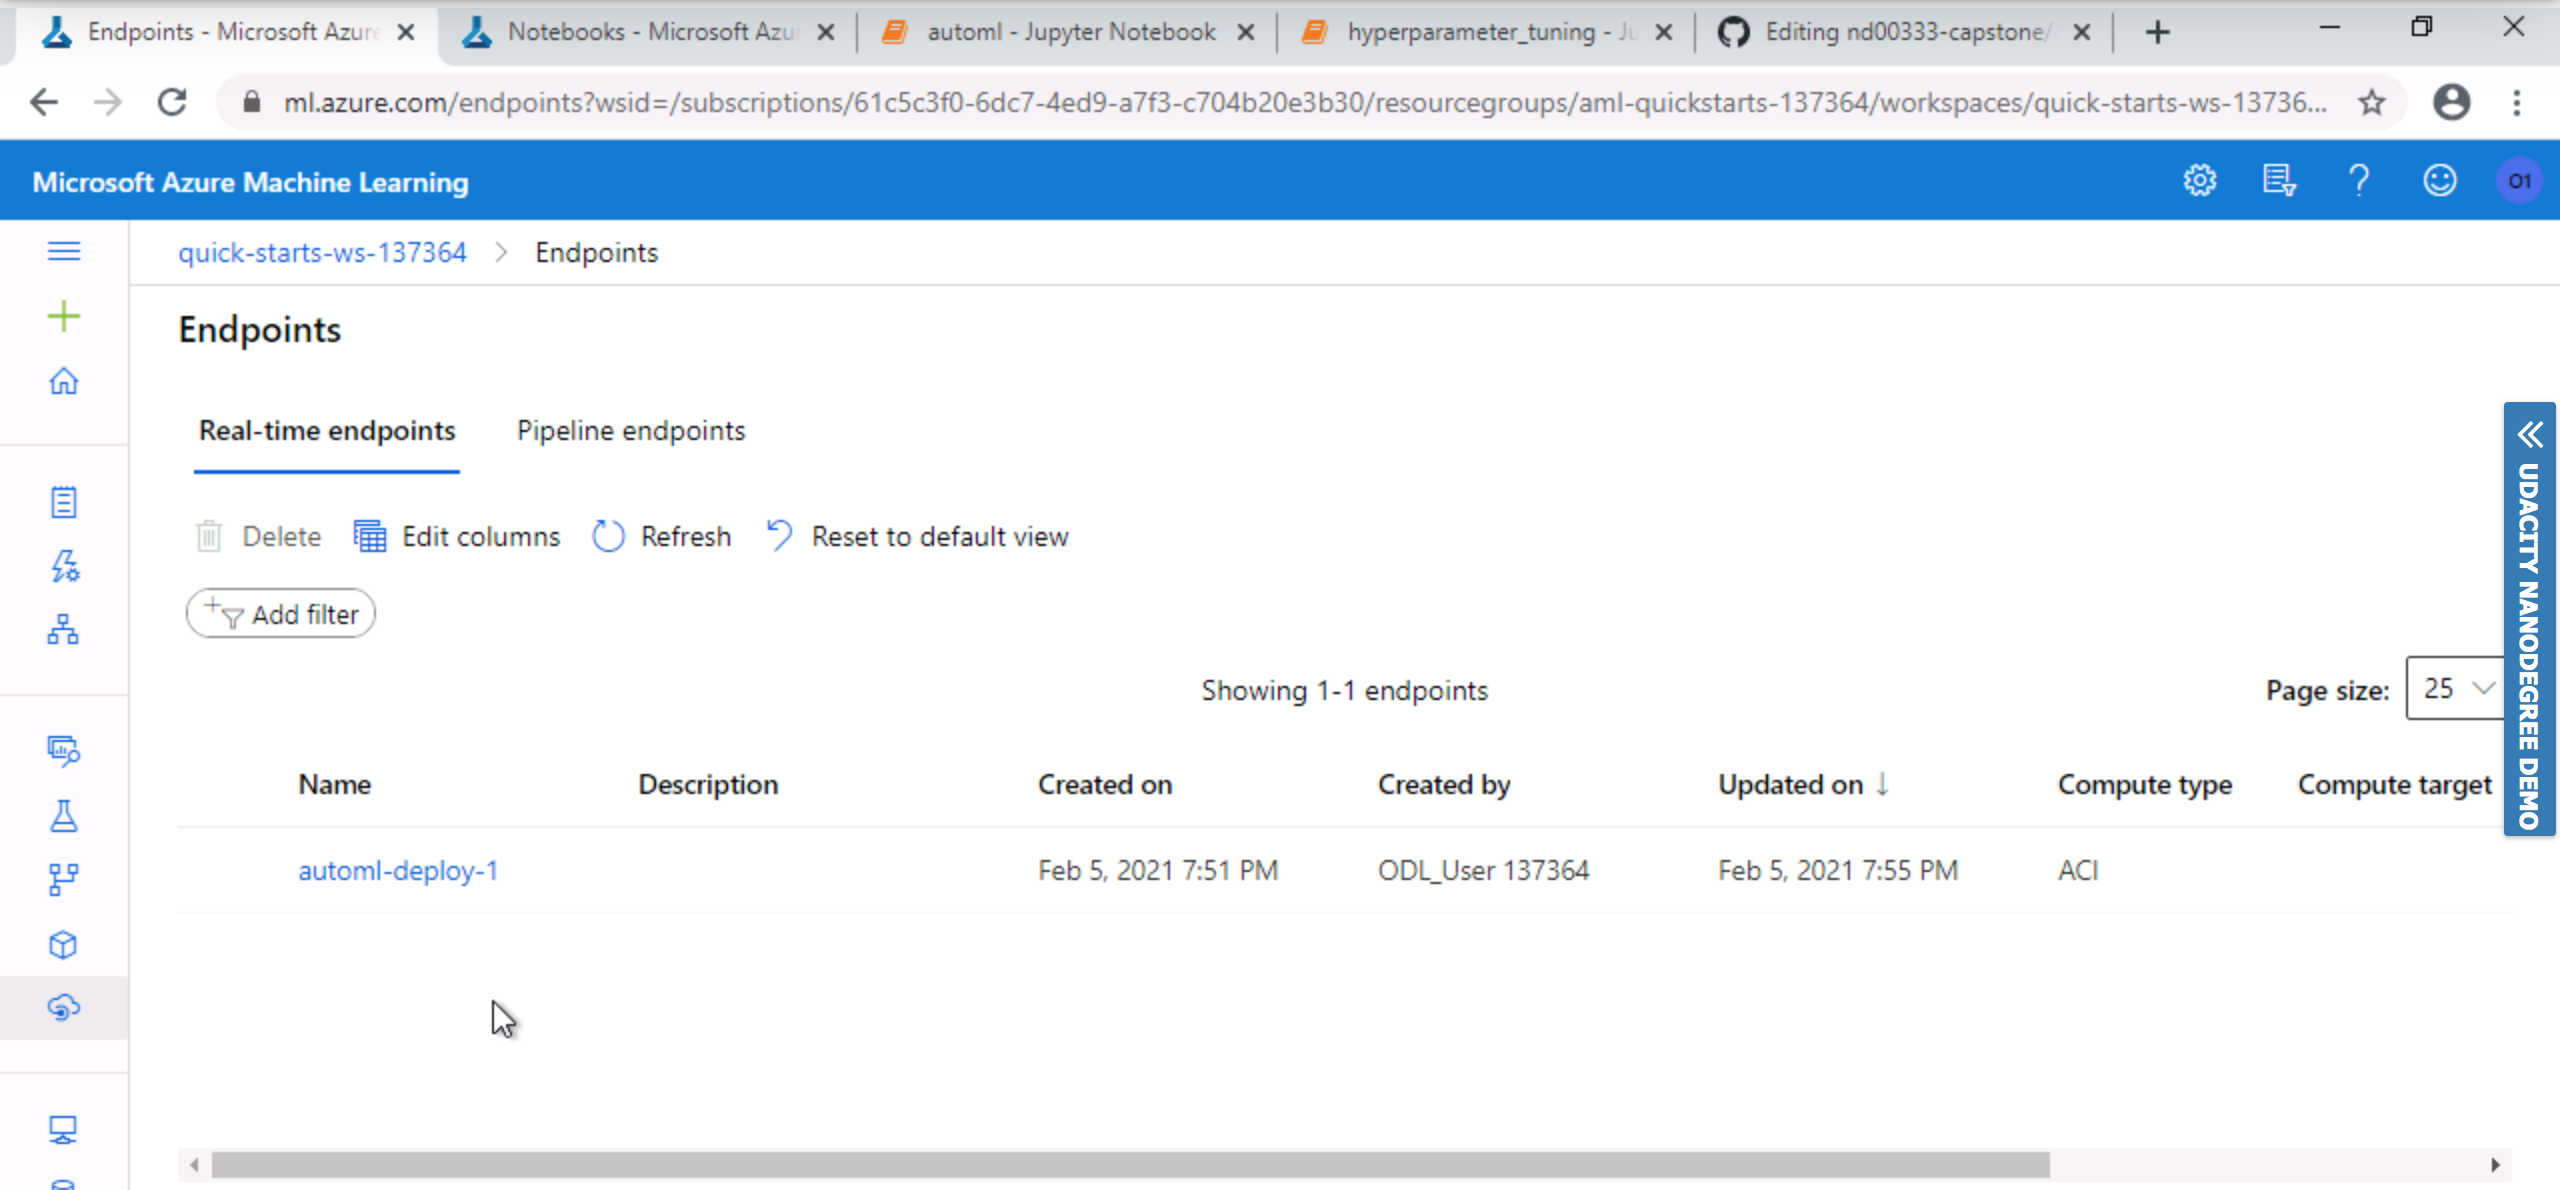 Endpoints - Microsoft Azure
Notebooks - Microsoft Azu
automl - Jupyter Notebook
hyperparameter_tuning - Ju
Editing nd00333-capstone/
ml.azure.com/endpoints?wsid=/subscriptions/61c5c3f0-6dc7-4ed9-a7f3-c704b20e3b30/resourcegroups/aml-quickstarts-137364/workspaces/quick-starts-ws-13736...
Microsoft Azure Machine Learning
O1
quick-starts-ws-137364 > Endpoints
Endpoints
Real-time endpoints
Pipeline endpoints
Delete
Edit columns
Refresh
Reset to default view
Add filter
Showing 1-1 endpoints
Page size: 25
Name Description Created on Created by Updated on ↓ Compute type Compute target
automl-deploy-1 Feb 5, 2021 7:51 PM ODL_User 137364 Feb 5, 2021 7:55 PM ACI
UDACITY NANODEGREE DEMO